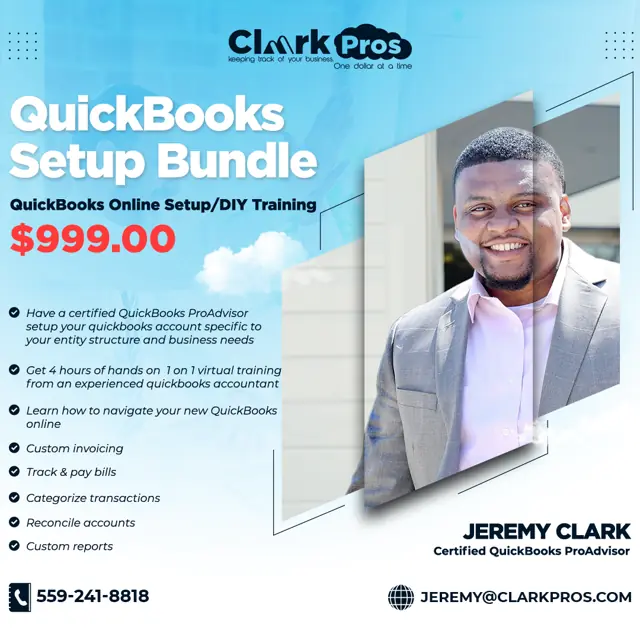 Clark Pros
keeping track of your business.
One dollar at a time
QuickBooks
Setup Bundle
QuickBooks Online Setup/DIY Training
$999.00
Have a certified QuickBooks ProAdvisor
setup your quickbooks account specific to
your entity structure and business needs
Get 4 hours of hands on 1 on 1 virtual training
from an experienced quickbooks accountant
Learn how to navigate your new QuickBooks
online
Custom invoicing
Track & pay bills
Categorize transactions
Reconcile accounts
Custom reports
JEREMY CLARK
Certified QuickBooks ProAdvisor
559-241-8818
JEREMY@CLARKPROS.COM